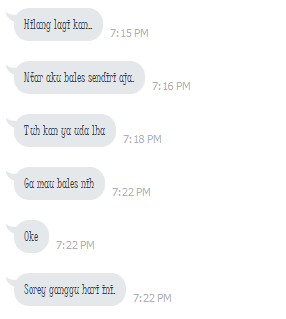 Hilang lagi kan..
7:15 PM
Ntar aku bales sendiri aja.
7:16 PM
Tuh kan ya uda lha
7:18 PM
Ga mau bales nih
7:22 PM
Oke
7:22 PM
Sorey ganggu hari ini.
7:22 PM